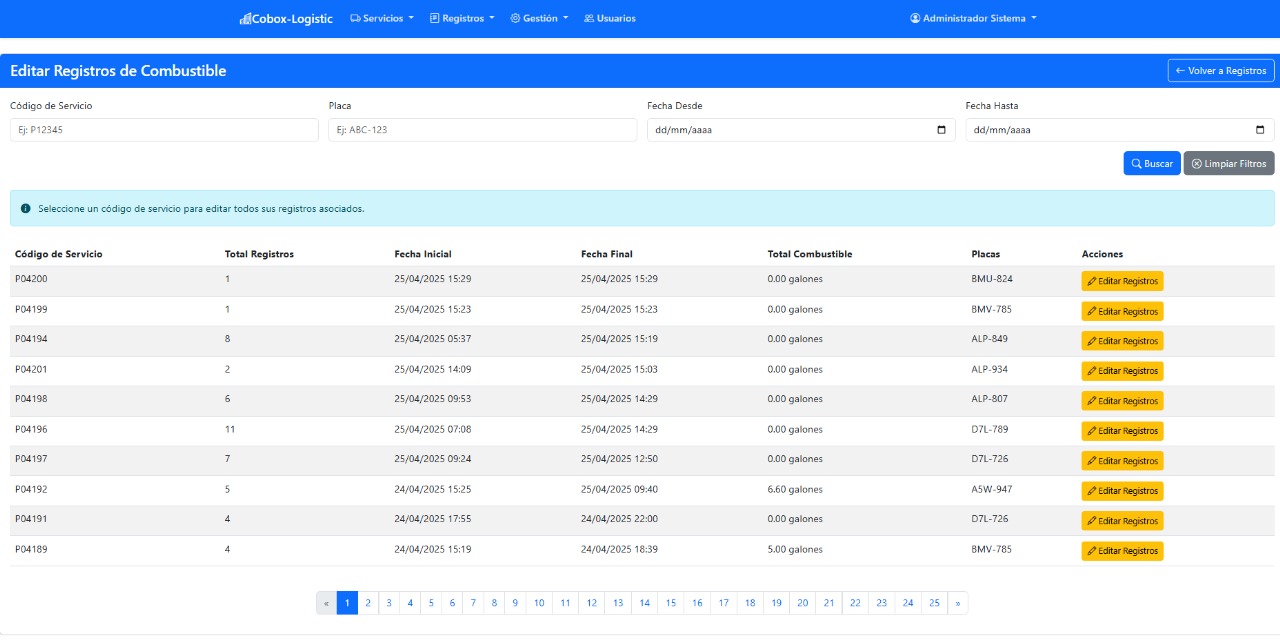 Cobox-Logistic Servicios Registros Gestión Usuarios Administrador Sistema
Editar Registros de Combustible ← Volver a Registros
Código de Servicio Placa Fecha Desde Fecha Hasta
Ej: P12345 Ej: ABC-123 dd/mm/aaaa dd/mm/aaaa
Buscar Limpiar Filtros
Seleccione un código de servicio para editar todos sus registros asociados.
Código de Servicio Total Registros Fecha Inicial Fecha Final Total Combustible Placas Acciones
P04200 1 25/04/2025 15:29 25/04/2025 15:29 0.00 galones BMU-824 Editar Registros
P04199 1 25/04/2025 15:23 25/04/2025 15:23 0.00 galones BMV-785 Editar Registros
P04194 8 25/04/2025 05:37 25/04/2025 15:19 0.00 galones ALP-849 Editar Registros
P04201 2 25/04/2025 14:09 25/04/2025 15:03 0.00 galones ALP-934 Editar Registros
P04198 6 25/04/2025 09:53 25/04/2025 14:29 0.00 galones ALP-807 Editar Registros
P04196 11 25/04/2025 07:08 25/04/2025 14:29 0.00 galones D7L-789 Editar Registros
P04197 7 25/04/2025 09:24 25/04/2025 12:50 0.00 galones D7L-726 Editar Registros
P04192 5 24/04/2025 15:25 25/04/2025 09:40 6.60 galones A5W-947 Editar Registros
P04191 4 24/04/2025 17:55 24/04/2025 22:00 0.00 galones D7L-726 Editar Registros
P04189 4 24/04/2025 15:19 24/04/2025 18:39 5.00 galones BMV-785 Editar Registros
« 1 2 3 4 5 6 7 8 9 10 11 12 13 14 15 16 17 18 19 20 21 22 23 24 25 »